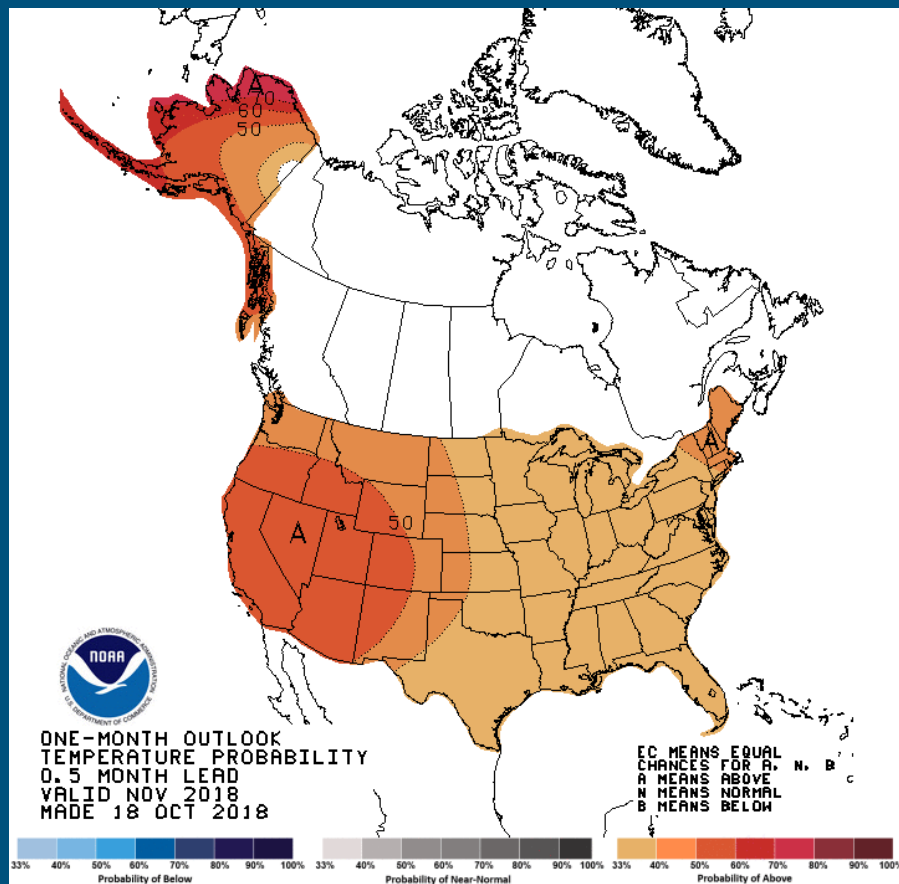 A
70
60
50
A
A
50
NATIONAL OCEANIC AND ATMOSPHERIC ADMINISTRATION
NOAA
U.S. DEPARTMENT OF COMMERCE
ONE-MONTH OUTLOOK
TEMPERATURE PROBABILITY
0.5 MONTH LEAD
VALID NOV 2018
MADE 18 OCT 2018
EC MEANS EQUAL
CHANCES FOR A, N, B
A MEANS ABOVE
N MEANS NORMAL
B MEANS BELOW
33% 40% 50% 60% 70% 80% 90% 100%
Probability of Below
33% 40% 50% 60% 70% 80% 90% 100%
Probability of Near-Normal
33% 40% 50% 60% 70% 80% 90% 100%
Probability of Above